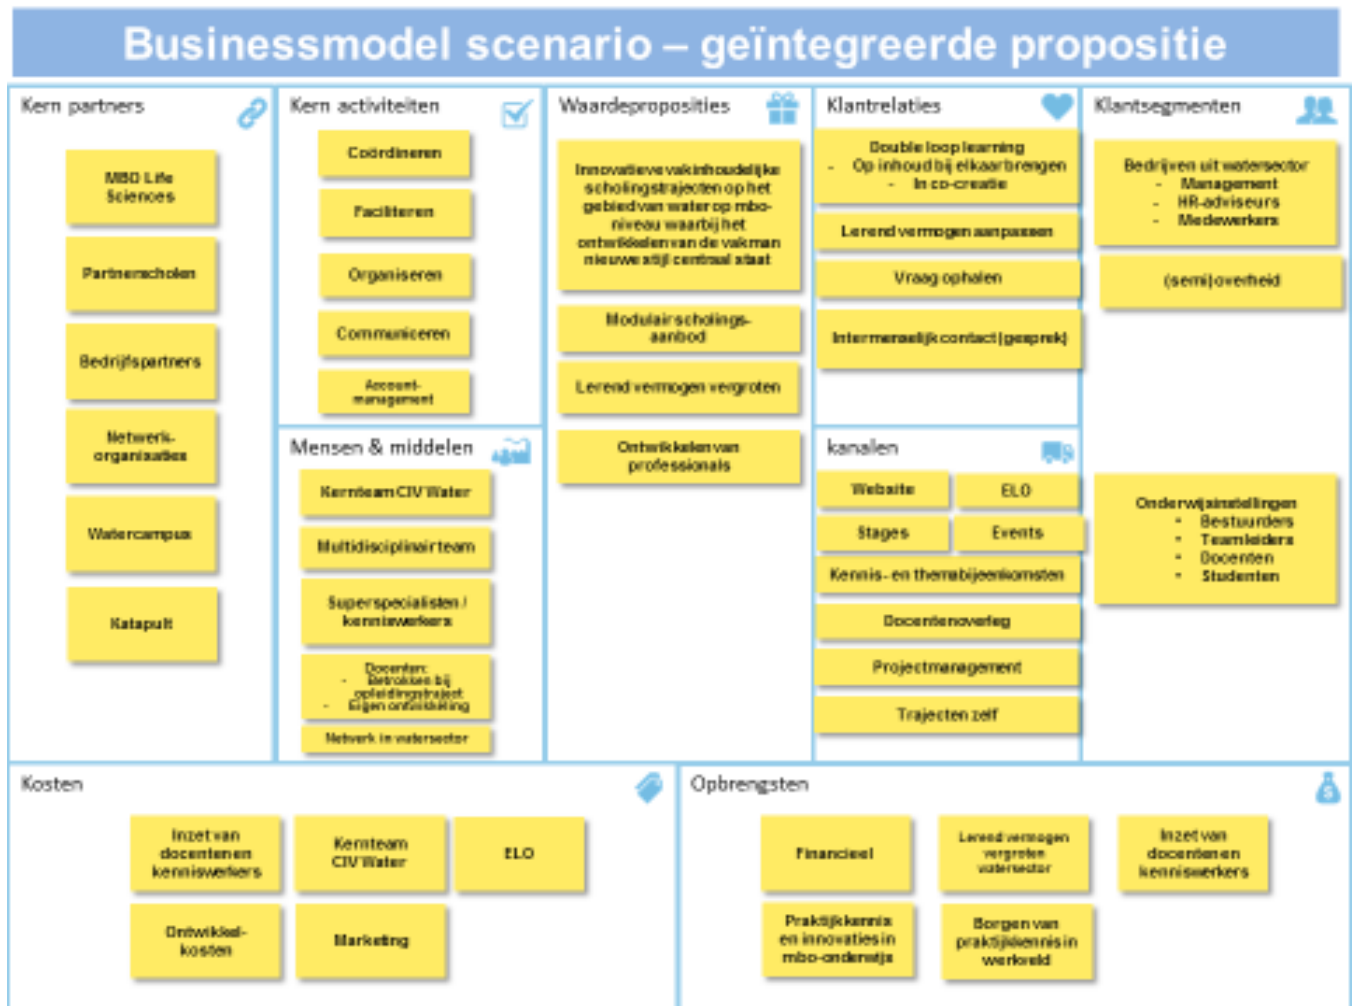 Businessmodel scenario – geïntegreerde propositie
Kern partners
MBO Life
Sciences
Partnerscholen
Bedrijfspartners
Netwerk-
organisaties
Watercampus
Katapult
Kern activiteiten
Coördineren
Faciliteren
Organiseren
Communiceren
Account-
management
Mensen & middelen
Kernteam CIV Water
Multidisciplinair team
Superspecialisten /
kenniswerkers
Docenten:
- Betrokken bij
opleidingstraject
- Eigen ontwikkeling
Netwerk in watersector
Waardeproposities
Innovatieve vakinhoudelijke
scholingstrajecten op het
gebied van water op mbo-
niveau waarbij het
ontwikkelen van de vakman
nieuwe stijl centraal staat
Modulair scholings-
aanbod
Lerend vermogen vergroten
Ontwikkelen van
professionals
Klantrelaties
Double loop learning
- Op inhoud bij elkaar brengen
- In co-creatie
Lerend vermogen aanpassen
Vraag ophalen
Intermenselijk contact (gesprek)
kanalen
Website
ELO
Stages
Events
Kennis- en themabijeenkomsten
Docentenoverleg
Projectmanagement
Trajecten zelf
Klantsegmenten
Bedrijven uit watersector
- Management
- HR-adviseurs
- Medewerkers
(semi)overheid
Onderwijsinstellingen
• Bestuurders
• Teamleiders
• Docenten
• Studenten
Kosten
Inzet van
docenten en
kenniswerkers
Kernteam
CIV Water
ELO
Ontwikkel-
kosten
Marketing
Opbrengsten
Financieel
Lerend vermogen
vergroten
watersector
Inzet van
docenten en
kenniswerkers
Praktijkkennis
en innovaties in
mbo-onderwijs
Borgen van
praktijkkennis in
werkveld